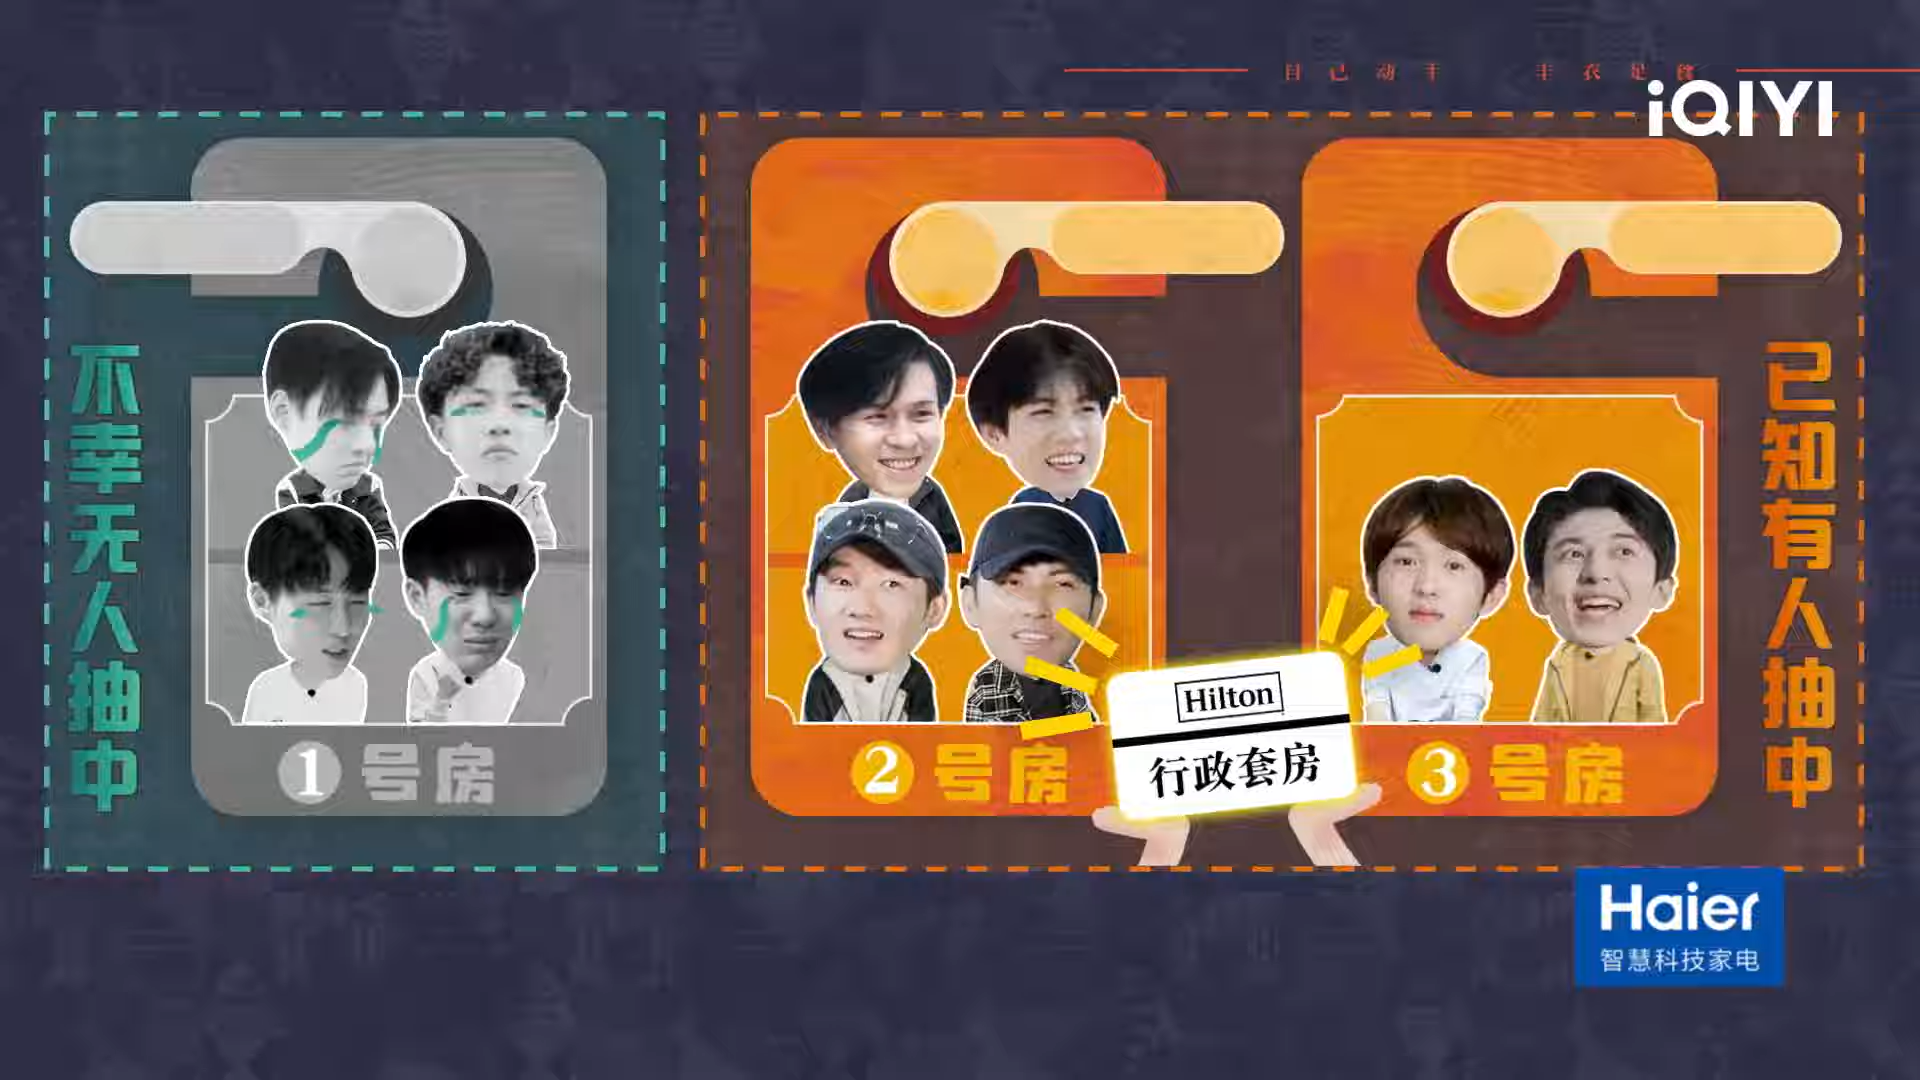 自己动手 丰衣足食
iQIYI
不幸无人抽中
1号房
2号房
Hilton
行政套房
3号房
已知有人抽中
Haier
智慧科技家电